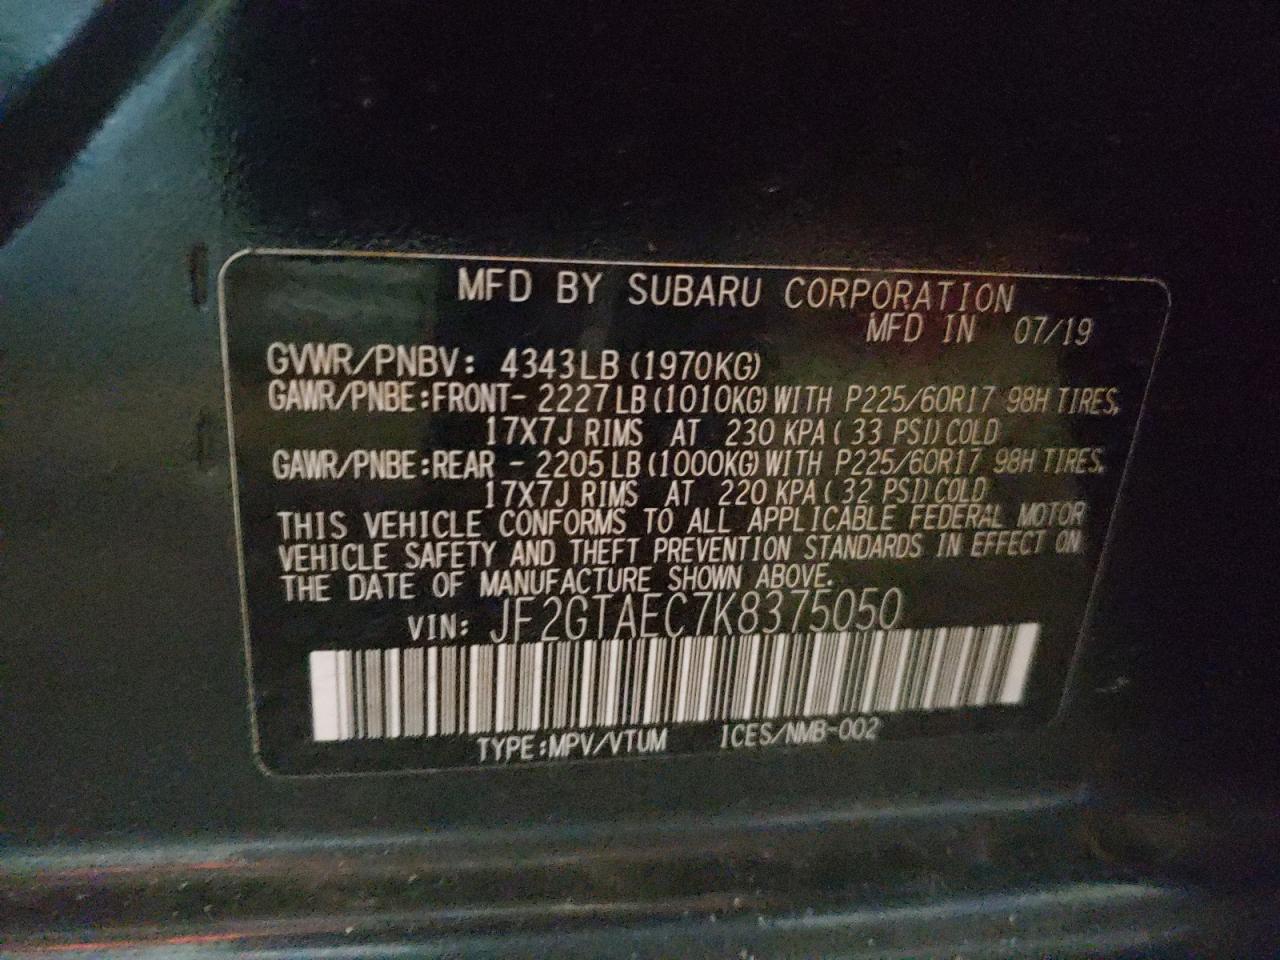 MFD BY SUBARU CORPORATION
MFD IN 07/19
GVWR/PNBV: 4343LB (1970KG)
GAWR/PNBE:FRONT- 2227 LB (1010KG) WITH P225/60R17 98H TIRES,
17X7J RIMS AT 230 KPA ( 33 PSI) COLD
GAWR/PNBE:REAR - 2205 LB (1000KG) WITH P225/60R17 98H TIRES,
17X7J RIMS AT 220 KPA ( 32 PSI) COLD
THIS VEHICLE CONFORMS TO ALL APPLICABLE FEDERAL MOTOR
VEHICLE SAFETY AND THEFT PREVENTION STANDARDS IN EFFECT ON
THE DATE OF MANUFACTURE SHOWN ABOVE.
VIN: JF2GTAEC7K8375050
TYPE:MPV/VTUM ICES/NMB-002